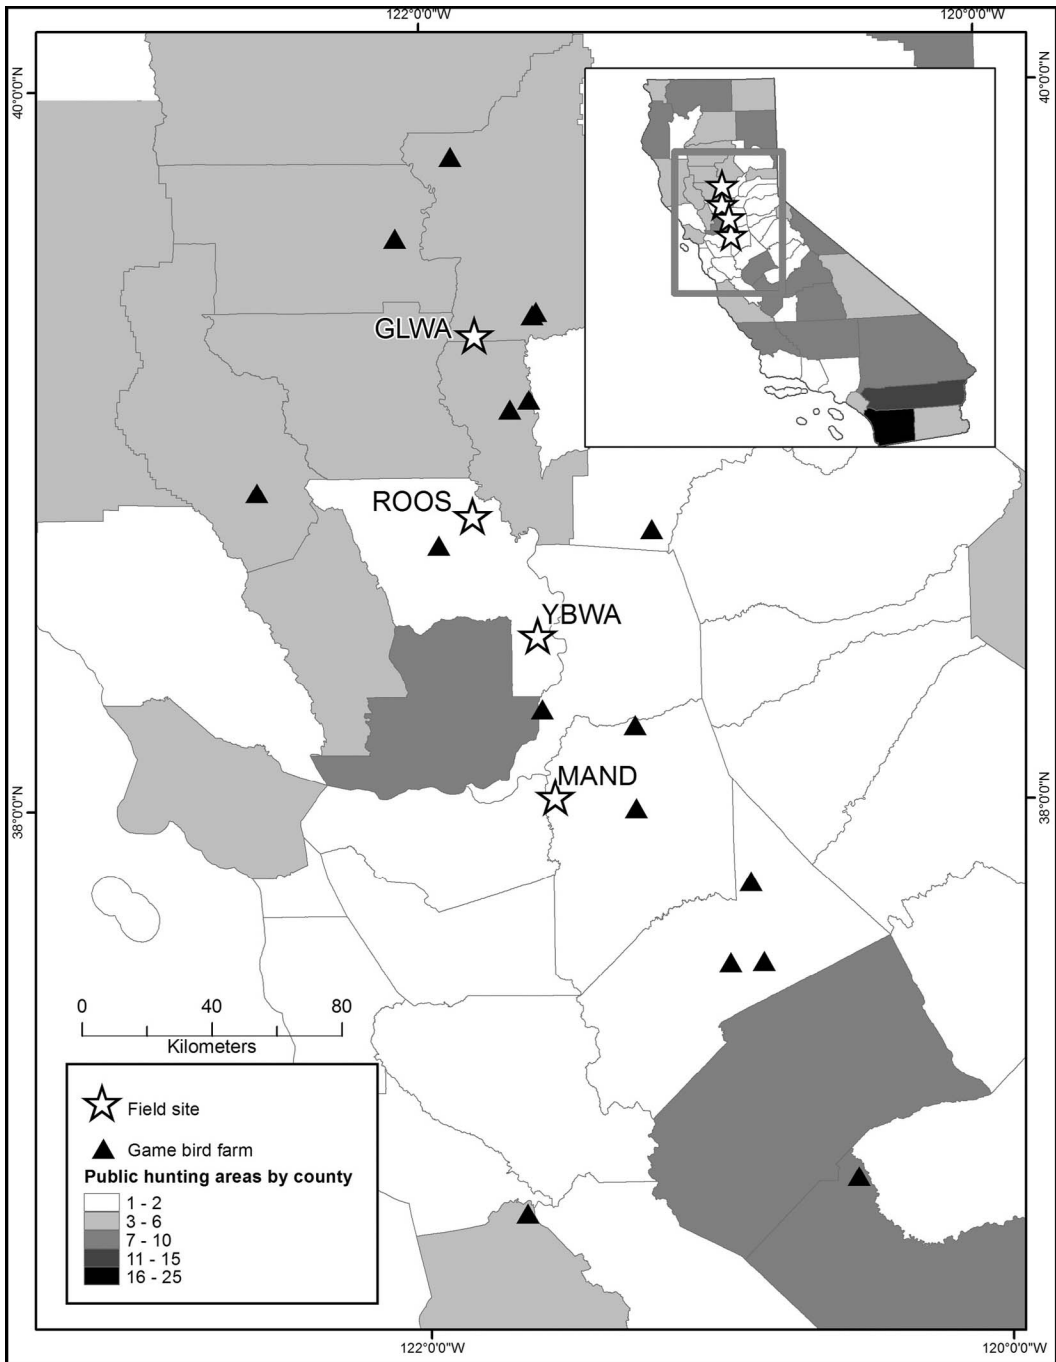 122°0'0"W
120°0'0"W
40°0'0"N
40°0'0"N
GLWA
ROOS
YBWA
MAND
38°0'0"N
38°0'0"N
0 40 80
Kilometers
Field site
Game bird farm
Public hunting areas by county
1 - 2
3 - 6
7 - 10
11 - 15
16 - 25
122°0'0"W
120°0'0"W